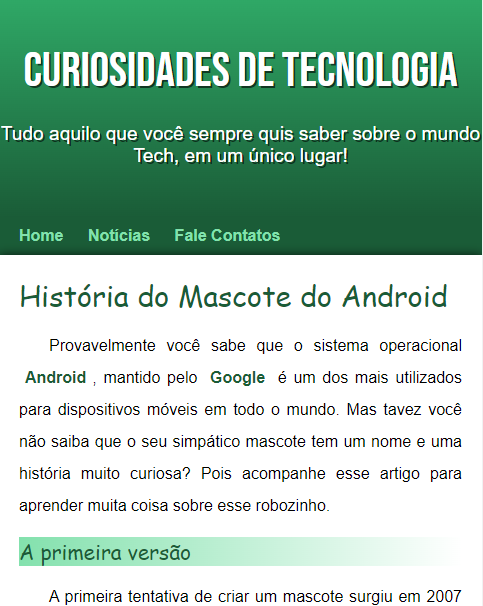 CURIOSIDADES DE TECNOLOGIA
Tudo aquilo que você sempre quis saber sobre o mundo
Tech, em um único lugar!
Home Notícias Fale Contatos
História do Mascote do Android
Provavelmente você sabe que o sistema operacional
Android , mantido pelo Google é um dos mais utilizados
para dispositivos móveis em todo o mundo. Mas tavez você
não saiba que o seu simpático mascote tem um nome e uma
história muito curiosa? Pois acompanhe esse artigo para
aprender muita coisa sobre esse robozinho.
A primeira versão
A primeira tentativa de criar um mascote surgiu em 2007